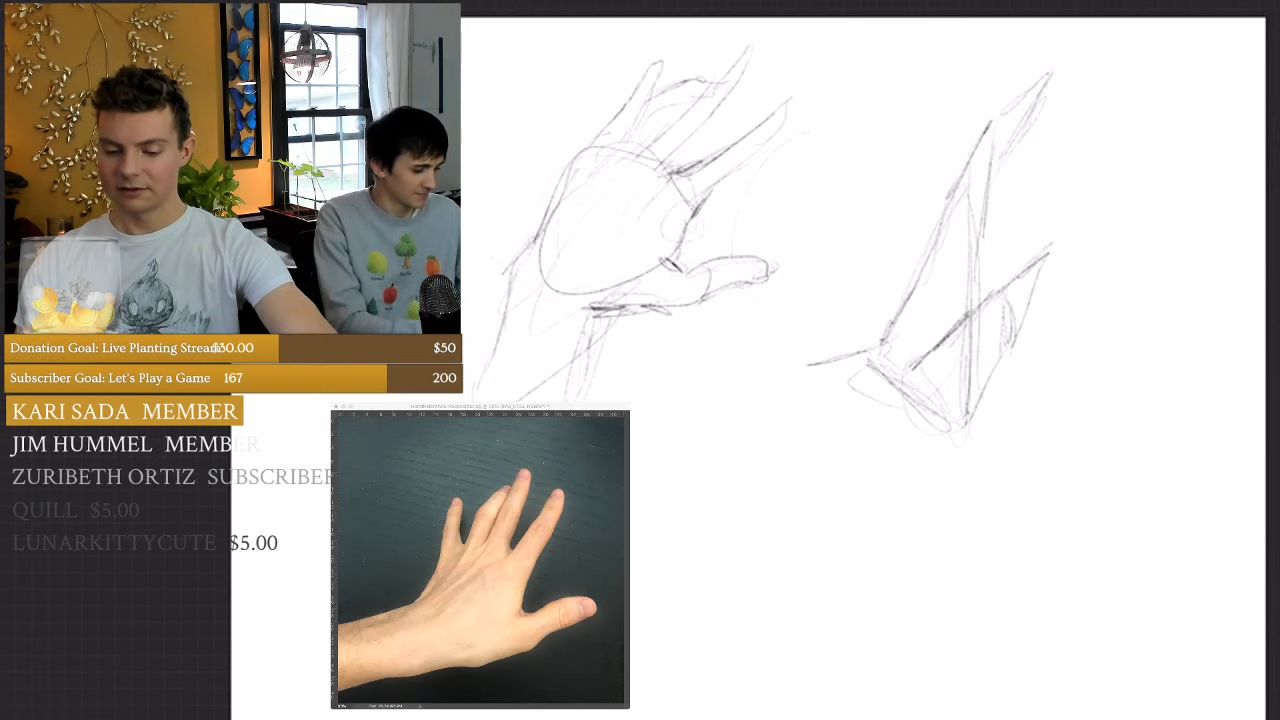 Donation Goal: Live Planting Stream $30.00 $50
Subscriber Goal: Let's Play a Game 167 200
KARI SADA MEMBER
JIM HUMMEL MEMBER
ZURIBETH ORTIZ SUBSCRIBER
QUILL $5.00
LUNARKITTYCUTE $5.00